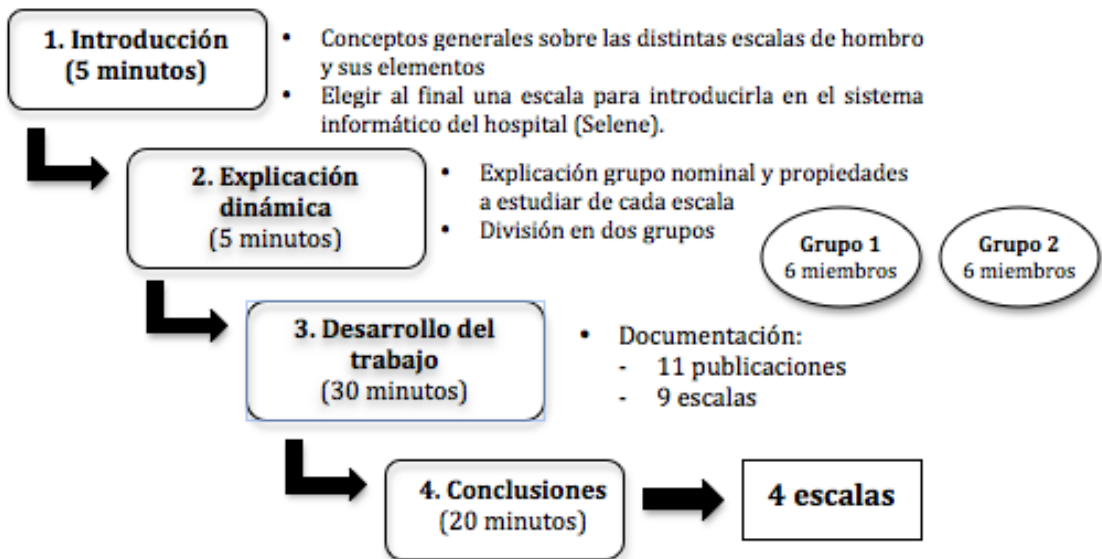 1. Introducción
(5 minutos)
• Conceptos generales sobre las distintas escalas de hombro
y sus elementos
• Elegir al final una escala para introducirla en el sistema
informático del hospital (Selene).
2. Explicación
dinámica
(5 minutos)
• Explicación grupo nominal y propiedades
a estudiar de cada escala
• División en dos grupos
Grupo 1
6 miembros
Grupo 2
6 miembros
3. Desarrollo del
trabajo
(30 minutos)
• Documentación:
- 11 publicaciones
- 9 escalas
4. Conclusiones
(20 minutos)
4 escalas